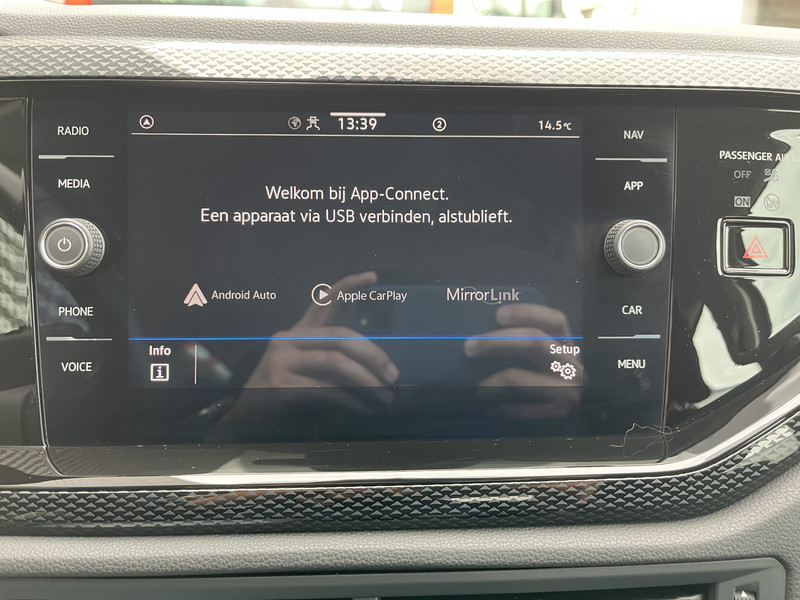 RADIO
MEDIA
PHONE
VOICE
13:39
2
14.5°C
Welkom bij App-Connect.
Een apparaat via USB verbinden, alstublieft.
Android Auto
Apple CarPlay
MirrorLink
Info
i
Setup
NAV
APP
CAR
MENU
PASSENGER AIR
OFF
ON